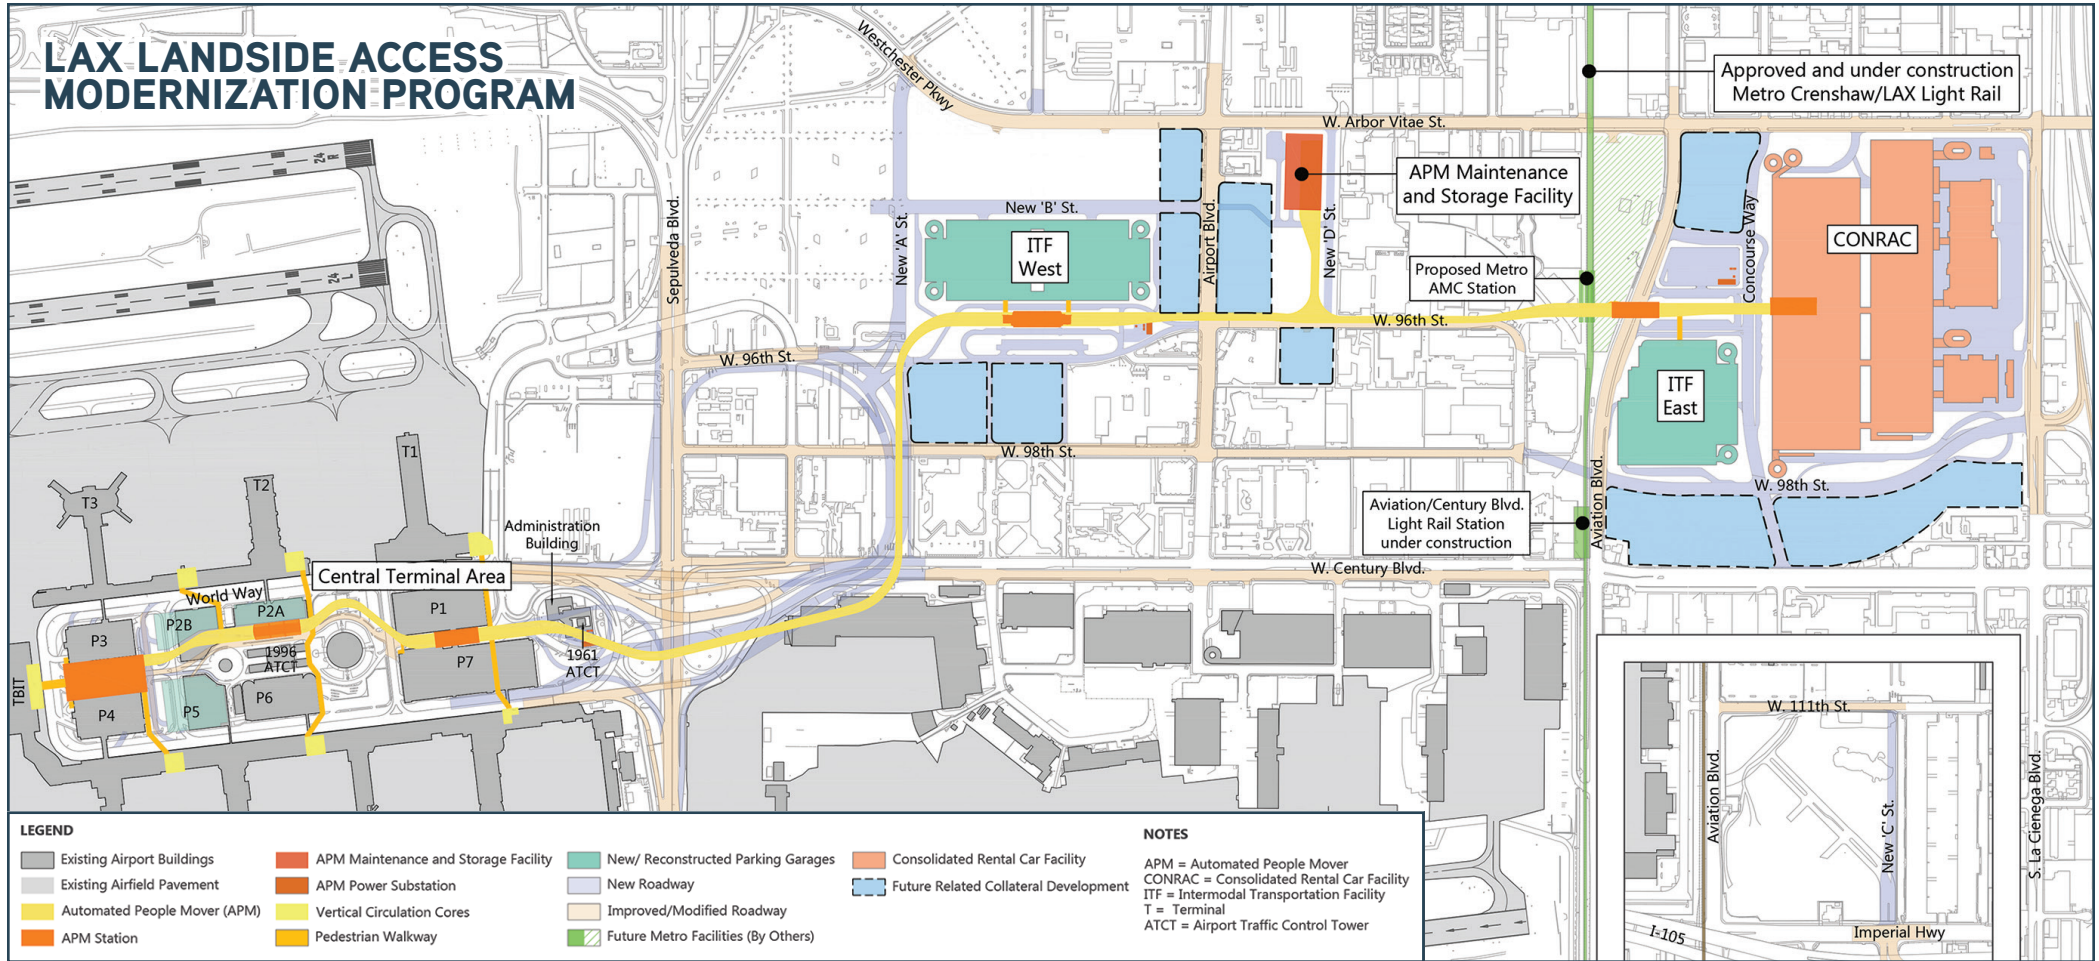 LAX LANDSIDE ACCESS
MODERNIZATION PROGRAM
Westchester Pkwy
Approved and under construction
Metro Crenshaw/LAX Light Rail
W. Arbor Vitae St.
24
R
24
L
APM Maintenance
and Storage Facility
Sepulveda Blvd.
New 'A' St.
New 'B' St.
ITF
West
Airport Blvd.
New 'D' St.
Proposed Metro
AMC Station
Concourse Way
CONRAC
W. 96th St.
W. 96th St.
ITF
East
W. 98th St.
W. 98th St.
Aviation/Century Blvd.
Light Rail Station
under construction
Aviation Blvd.
W. Century Blvd.
T1
T2
T3
Administration
Building
Central Terminal Area
World Way
P2A
P2B
P1
P3
1996
ATCT
P7
1961
ATCT
TBIT
P4
P5
P6
W. 111th St.
Aviation Blvd.
New 'C' St.
S. La Cienega Blvd.
Imperial Hwy
I-105
LEGEND
Existing Airport Buildings
Existing Airfield Pavement
Automated People Mover (APM)
APM Station
APM Maintenance and Storage Facility
APM Power Substation
Vertical Circulation Cores
Pedestrian Walkway
New/ Reconstructed Parking Garages
New Roadway
Improved/Modified Roadway
Future Metro Facilities (By Others)
Consolidated Rental Car Facility
Future Related Collateral Development
NOTES
APM = Automated People Mover
CONRAC = Consolidated Rental Car Facility
ITF = Intermodal Transportation Facility
T = Terminal
ATCT = Airport Traffic Control Tower